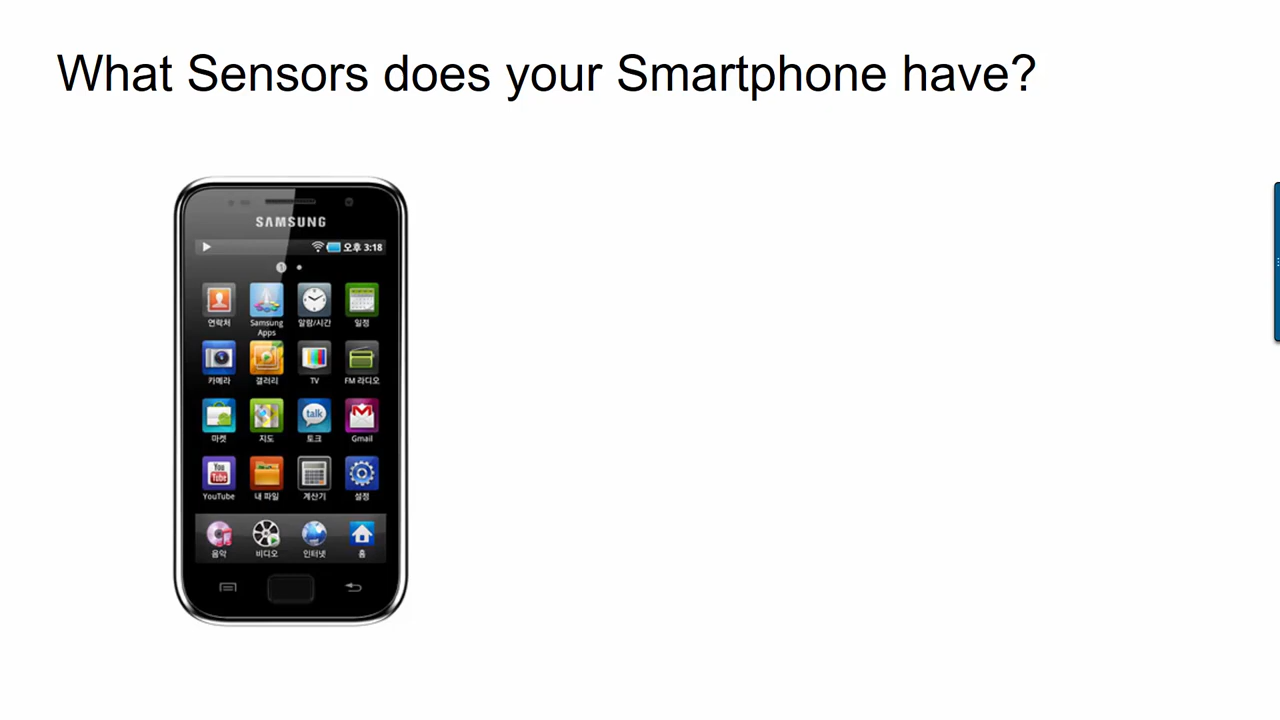 What Sensors does your Smartphone have?
SAMSUNG
오후 3:18
1
연락처 Samsung Apps 알람/시간 일정
카메라 갤러리 TV FM 라디오
마켓 지도 talk 토크 Gmail
You Tube YouTube 내 파일 계산기 설정
음악 비디오 인터넷 홈